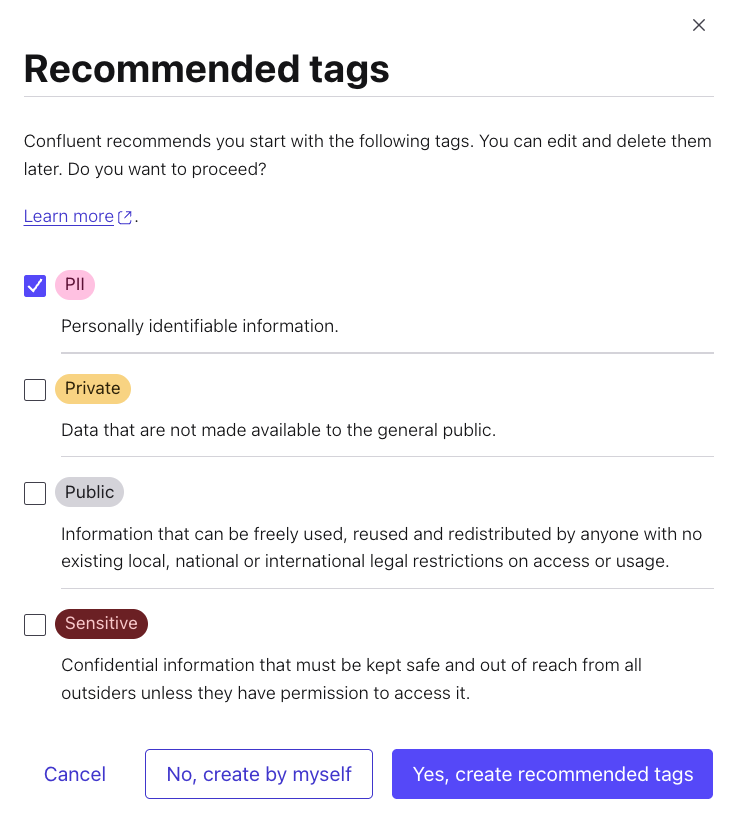 Recommended tags
Confluent recommends you start with the following tags. You can edit and delete them
later. Do you want to proceed?
Learn more.
PII
Personally identifiable information.
Private
Data that are not made available to the general public.
Public
Information that can be freely used, reused and redistributed by anyone with no
existing local, national or international legal restrictions on access or usage.
Sensitive
Confidential information that must be kept safe and out of reach from all
outsiders unless they have permission to access it.
Cancel
No, create by myself
Yes, create recommended tags